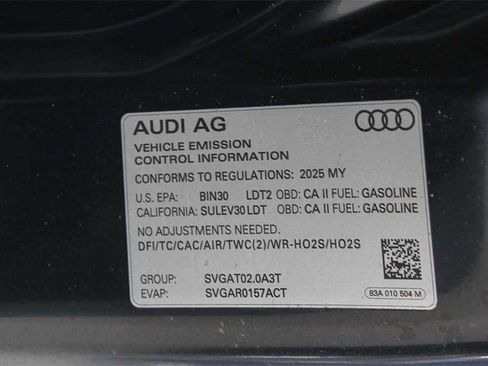 AUDI AG
VEHICLE EMISSION
CONTROL INFORMATION
CONFORMS TO REGULATIONS: 2025 MY
U.S. EPA: BIN30 LDT2 OBD: CA II FUEL: GASOLINE
CALIFORNIA: SULEV30 LDT OBD: CA II FUEL: GASOLINE
NO ADJUSTMENTS NEEDED.
DFI/TC/CAC/AIR/TWC(2)/WR-HO2S/HO2S
GROUP: SVGAT02.0A3T
EVAP: SVGAR0157ACT
83A 010 504 M